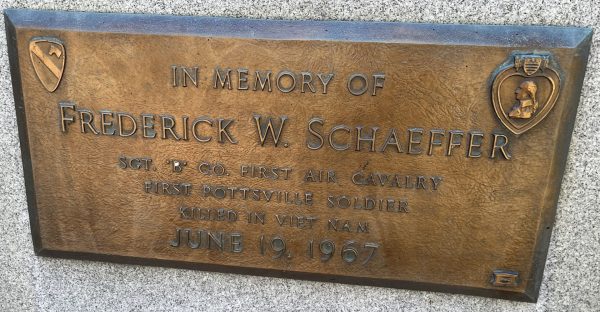 IN MEMORY OF
FREDERICK W. SCHAEFFER
SGT. "B" CO. FIRST AIR CAVALRY
FIRST POTTSVILLE SOLDIER
KILLED IN VIET NAM
JUNE 19, 1967